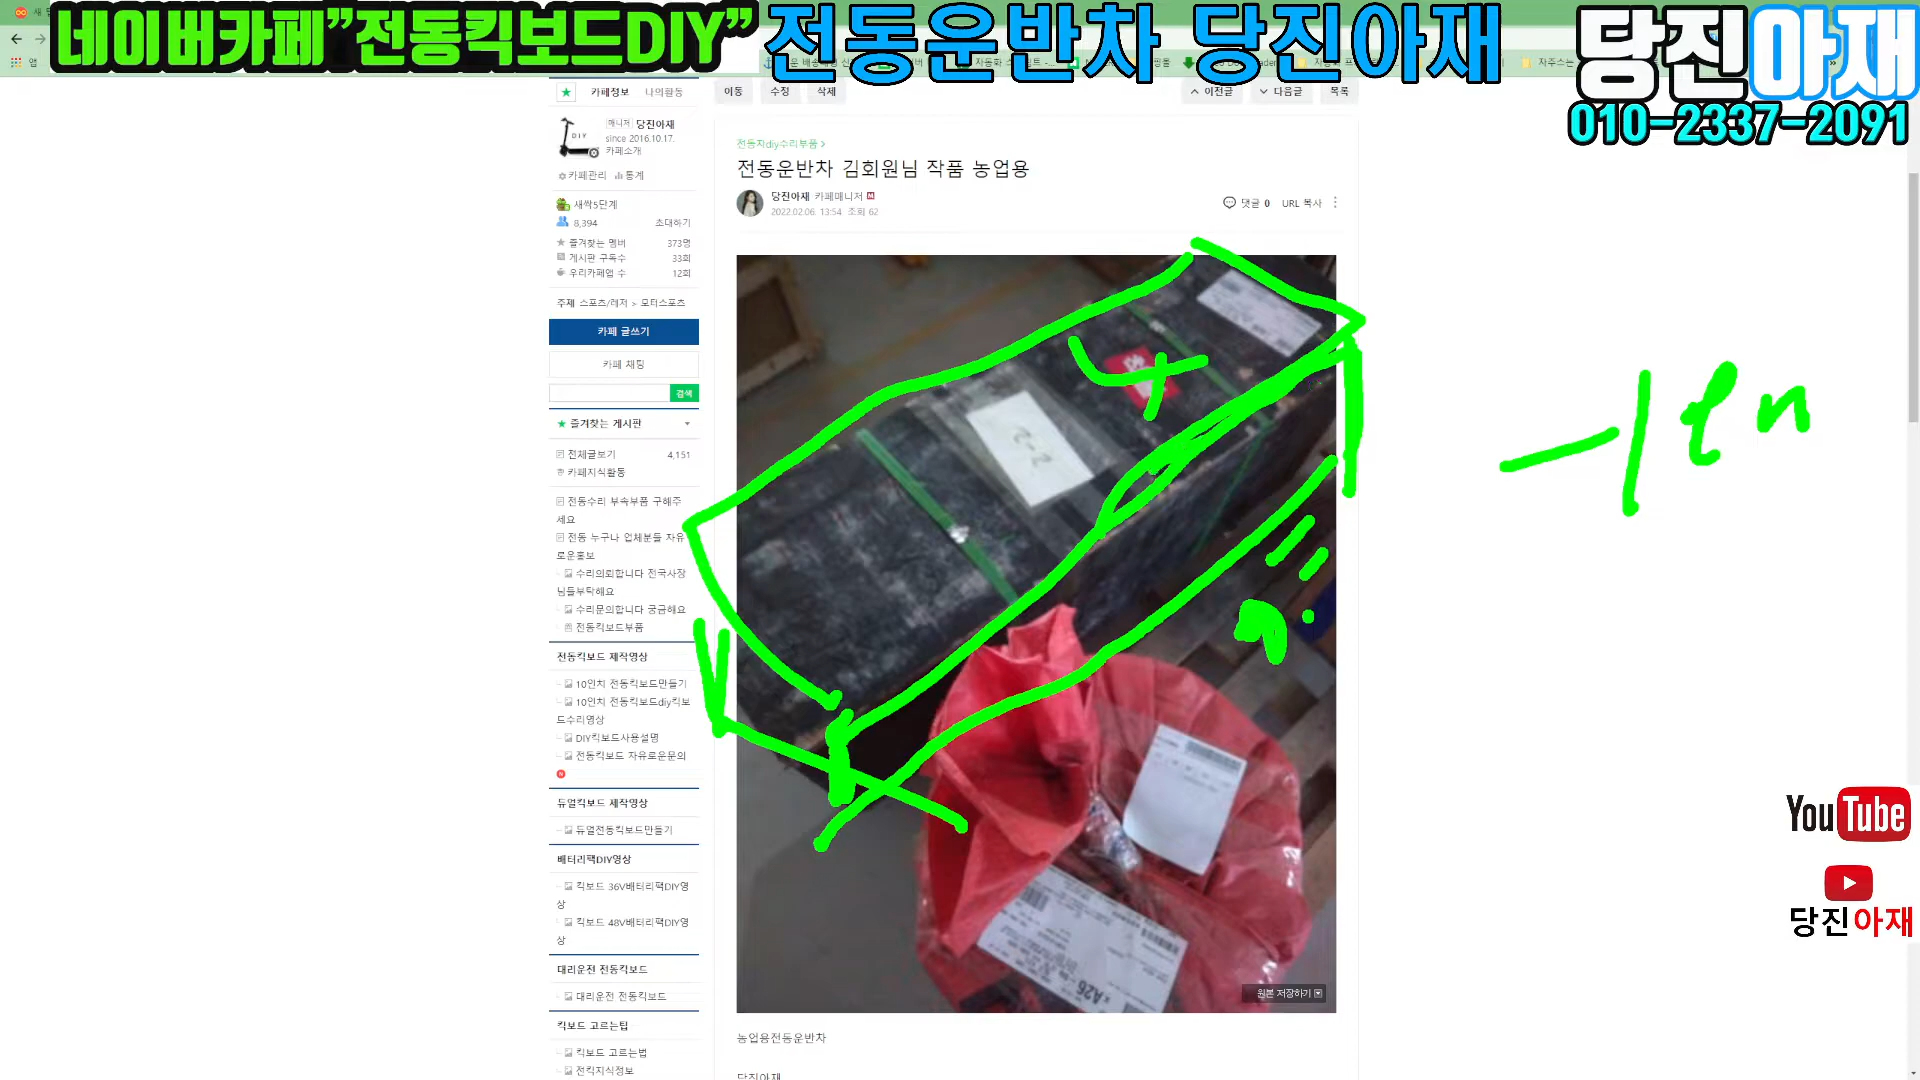 네이버카페"전동킥보드DIY"
전동운반차 당진아재
당진아재
010-2337-2091
카페정보 나의활동
이동 수정 삭제
이전글 다음글 목록
DIY
매니저 당진아재
since 2016.10.17.
카페소개
카페관리 통계
새싹5단계
8,394 초대하기
즐겨찾는 멤버 373명
게시판 구독수 33회
우리카페앱 수 12회
주제 스포츠/레저 > 모터스포츠
카페 글쓰기
카페 채팅
검색
즐겨찾는 게시판
전체글보기 4,151
카페지식활동
전동수리 부속부품 구해주
세요
전동 누구나 업체분들 자유
로운홍보
수리의뢰합니다 전국사장
님들부탁해요
수리문의합니다 궁금해요
전동킥보드부품
전동킥보드 제작영상
10인치 전동킥보드만들기
10인치 전동킥보드diy킥보
드수리영상
DIY킥보드사용설명
전동킥보드 자유로운문의
듀얼킥보드 제작영상
듀얼전동킥보드만들기
배터리팩DIY영상
킥보드 36V배터리팩DIY영
상
킥보드 48V배터리팩DIY영
상
대리운전 전동킥보드
대리운전 전동킥보드
킥보드 고르는팁
킥보드 고르는법
전킥지식정보
전동차diy수리부품 >
전동운반차 김회원님 작품 농업용
당진아재 카페매니저
2022.02.06. 13:54 조회 62
댓글 0 URL 복사
2-2
A26
원본 저장하기
농업용전동운반차
당진아재
YouTube
당진아재